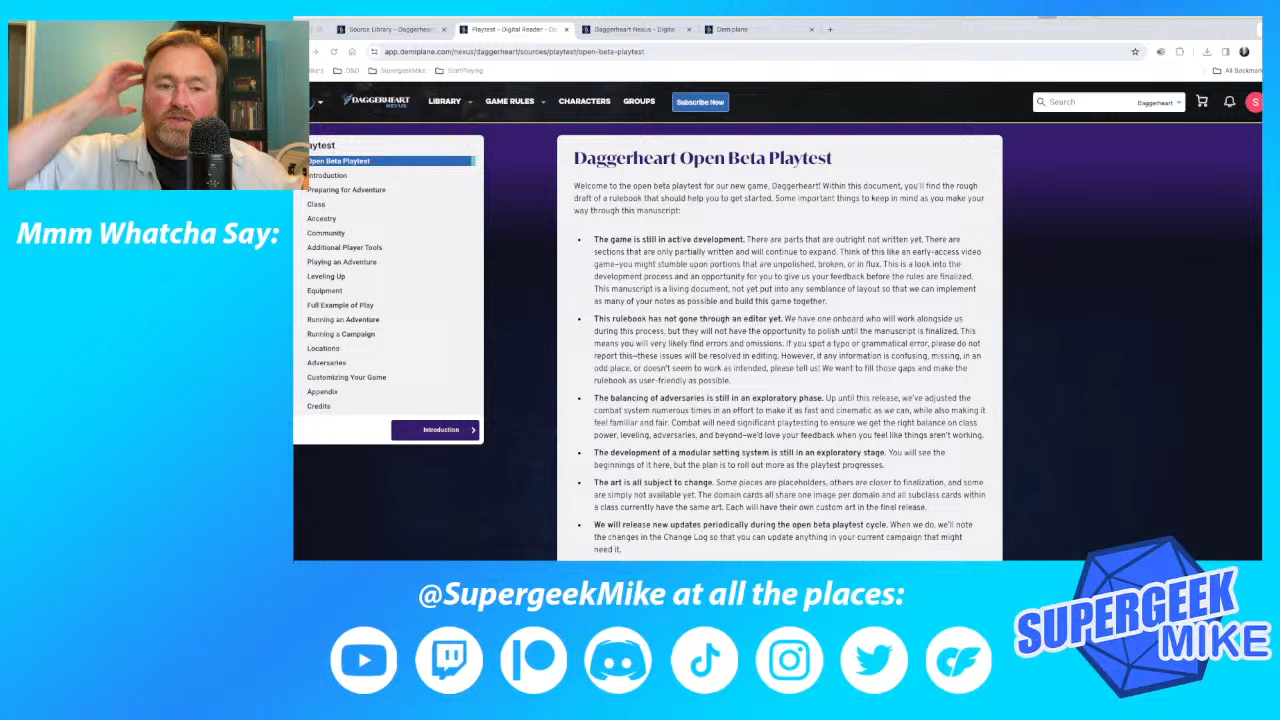 Source Library - Daggerheart
Playtest - Digital Reader - Da
Daggerheart Nexus - Digital
Demiplane
app.demiplane.com/nexus/daggerheart/sources/playtest/open-beta-playtest
D&D
SupergeekMike
StartPlaying
All Bookmar
DAGGERHEART
NEXUS
LIBRARY
GAME RULES
CHARACTERS
GROUPS
Subscribe Now
Search
Daggerheart
S
aytest
Open Beta Playtest
Introduction
Preparing for Adventure
Class
Ancestry
Community
Additional Player Tools
Playing an Adventure
Leveling Up
Equipment
Full Example of Play
Running an Adventure
Running a Campaign
Locations
Adversaries
Customizing Your Game
Appendix
Credits
Introduction
Daggerheart Open Beta Playtest
Welcome to the open beta playtest for our new game, Daggerheart! Within this document, you'll find the rough
draft of a rulebook that should help you to get started. Some important things to keep in mind as you make your
way through this manuscript:
• The game is still in active development. There are parts that are outright not written yet. There are
sections that are only partially written and will continue to expand. Think of this like an early-access video
game–you might stumble upon portions that are unpolished, broken, or in flux. This is a look into the
development process and an opportunity for you to give us your feedback before the rules are finalized.
This manuscript is a living document, not yet put into any semblance of layout so that we can implement
as many of your notes as possible and build this game together.
• This rulebook has not gone through an editor yet. We have one onboard who will work alongside us
during this process, but they will not have the opportunity to polish until the manuscript is finalized. This
means you will very likely find errors and omissions. If you spot a typo or grammatical error, please do not
report this—these issues will be resolved in editing. However, if any information is confusing, missing, in an
odd place, or doesn't seem to work as intended, please tell us! We want to fill those gaps and make the
rulebook as user-friendly as possible.
• The balancing of adversaries is still in an exploratory phase. Up until this release, we've adjusted the
combat system numerous times in an effort to make it as fast and cinematic as we can, while also making it
feel familiar and fair. Combat will need significant playtesting to ensure we get the right balance on class
power, leveling, adversaries, and beyond—we'd love your feedback when you feel like things aren't working.
• The development of a modular setting system is still in an exploratory stage. You will see the
beginnings of it here, but the plan is to roll out more as the playtest progresses.
• The art is all subject to change. Some pieces are placeholders, others are closer to finalization, and some
are simply not available yet. The domain cards all share one image per domain and all subclass cards within
a class currently have the same art. Each will have their own custom art in the final release.
• We will release new updates periodically during the open beta playtest cycle. When we do, we'll note
the changes in the Change Log so that you can update anything in your current campaign that might
need it.
Mmm Whatcha Say:
@SupergeekMike at all the places:
SUPERGEEK
MIKE